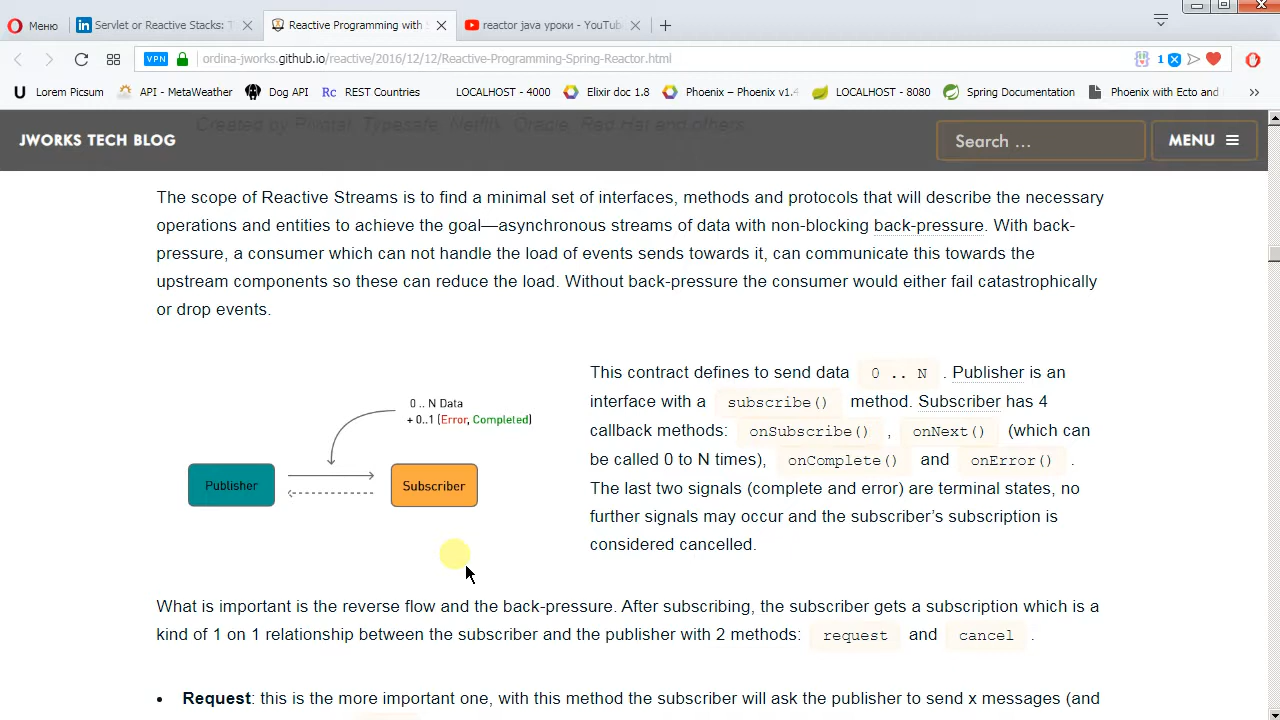 Меню
Servlet or Reactive Stacks: T
Reactive Programming with S
reactor java уроки - YouTub
VPN
ordina-jworks.github.io/reactive/2016/12/12/Reactive-Programming-Spring-Reactor.html
1
U Lorem Picsum
API - MetaWeather
Dog API
Rc REST Countries
LOCALHOST - 4000
Elixir doc 1.8
Phoenix – Phoenix v1.4
LOCALHOST - 8080
Spring Documentation
Phoenix with Ecto and
Created by Pivotal, Typesafe, Netflix, Oracle, Red Hat and others
JWORKS TECH BLOG
Search ...
MENU
The scope of Reactive Streams is to find a minimal set of interfaces, methods and protocols that will describe the necessary
operations and entities to achieve the goal—asynchronous streams of data with non-blocking back-pressure. With back-
pressure, a consumer which can not handle the load of events sends towards it, can communicate this towards the
upstream components so these can reduce the load. Without back-pressure the consumer would either fail catastrophically
or drop events.
0 .. N Data
+ 0..1 (Error, Completed)
Publisher
Subscriber
This contract defines to send data 0 .. N . Publisher is an
interface with a subscribe() method. Subscriber has 4
callback methods: onSubscribe() , onNext() (which can
be called 0 to N times), onComplete() and onError() .
The last two signals (complete and error) are terminal states, no
further signals may occur and the subscriber’s subscription is
considered cancelled.
What is important is the reverse flow and the back-pressure. After subscribing, the subscriber gets a subscription which is a
kind of 1 on 1 relationship between the subscriber and the publisher with 2 methods: request and cancel .
• Request: this is the more important one, with this method the subscriber will ask the publisher to send x messages (and